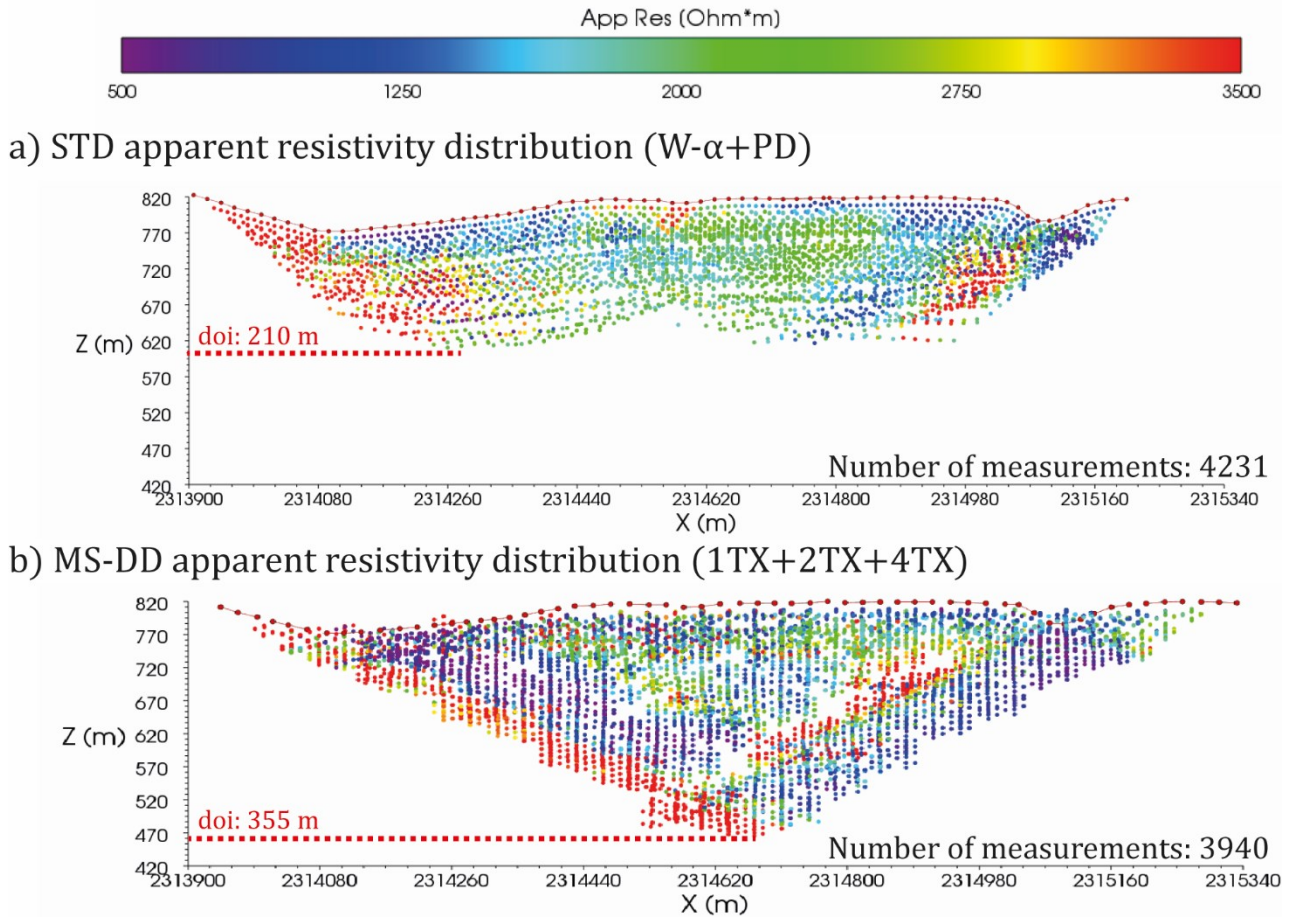 App Res (Ohm*m)
500 1250 2000 2750 3500
a) STD apparent resistivity distribution (W-α+PD)
820
770
720
670
doi: 210 m
Z (m)
620
570
520
470
Number of measurements: 4231
420
2313900 2314080 2314260 2314440 2314620 2314800 2314980 2315160 2315340
X (m)
b) MS-DD apparent resistivity distribution (1TX+2TX+4TX)
820
770
720
670
Z (m)
620
570
520
doi: 355 m
470
Number of measurements: 3940
420
2313900 2314080 2314260 2314440 2314620 2314800 2314980 2315160 2315340
X (m)